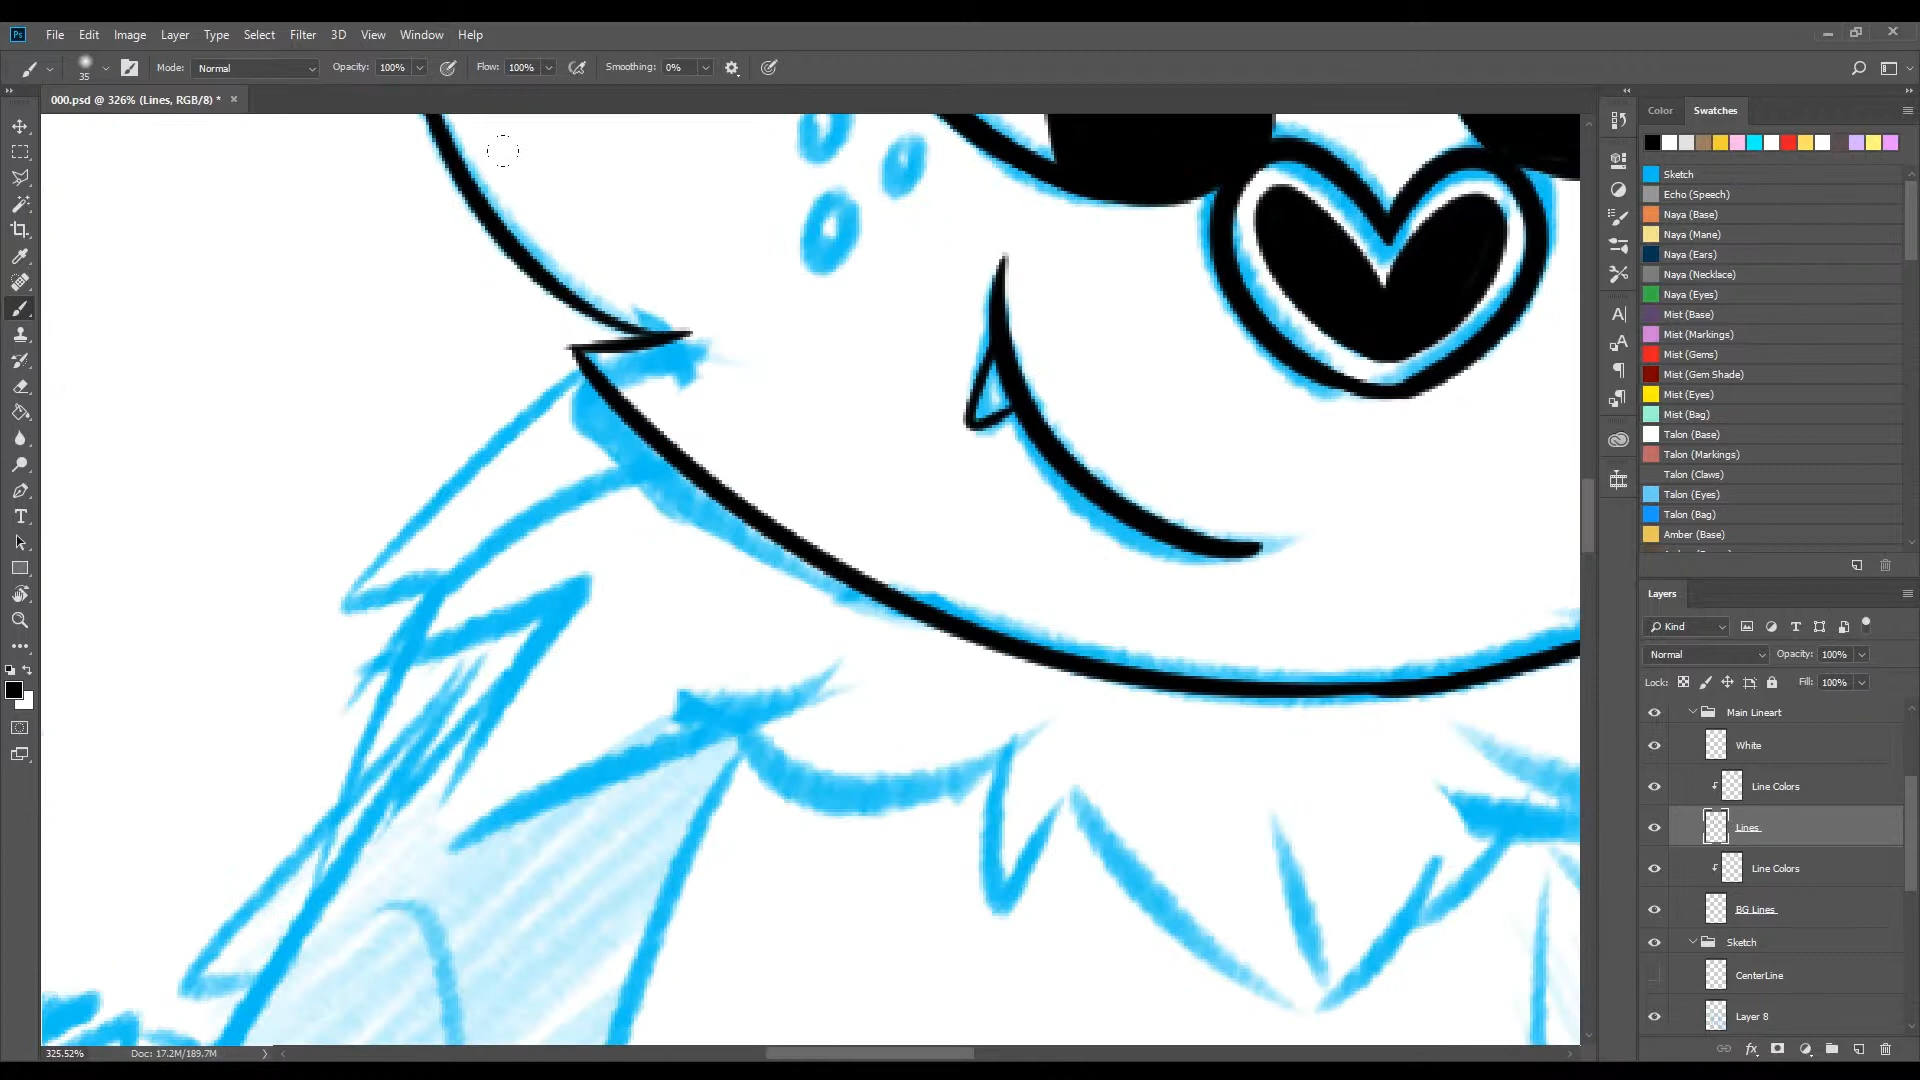 Ps File Edit Image Layer Type Select Filter 3D View Window Help
35 Mode: Normal Opacity: 100% Flow: 100% Smoothing: 0%
000.psd @ 326% (Lines, RGB/8) * ×
Color Swatches
Sketch
Echo (Speech)
Naya (Base)
Naya (Mane)
Naya (Ears)
Naya (Necklace)
Naya (Eyes)
Mist (Base)
Mist (Markings)
Mist (Gems)
Mist (Gem Shade)
Mist (Eyes)
Mist (Bag)
Talon (Base)
Talon (Markings)
Talon (Claws)
Talon (Eyes)
Talon (Bag)
Amber (Base)
Layers
Kind
Normal Opacity: 100%
Lock: Fill: 100%
Main Lineart
White
Line Colors
Lines
Line Colors
BG Lines
Sketch
CenterLine
Layer 8
325.52% Doc: 17.2M/189.7M